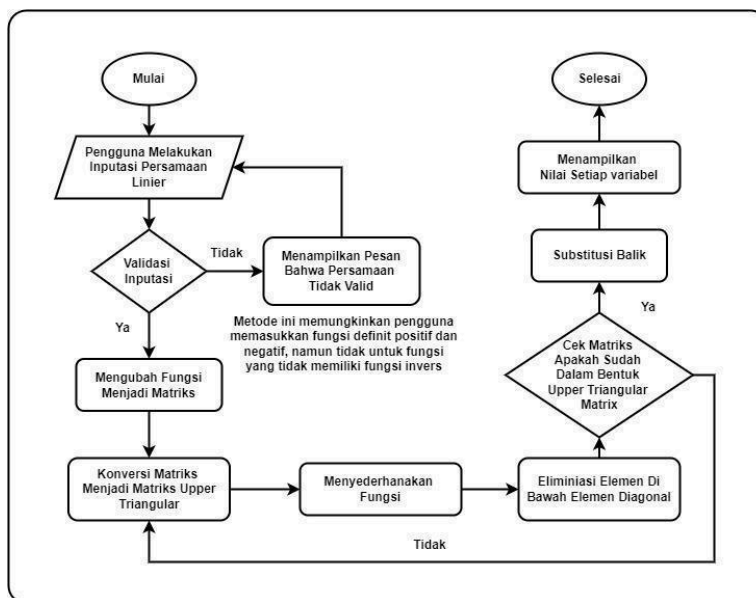 Mulai
Pengguna Melakukan
Inputasi Persamaan
Linier
Validasi
Inputasi
Tidak
Menampilkan Pesan
Bahwa Persamaan
Tidak Valid
Metode ini memungkinkan pengguna
memasukkan fungsi definit positif dan
negatif, namun tidak untuk fungsi
yang tidak memiliki fungsi invers
Ya
Mengubah Fungsi
Menjadi Matriks
Konversi Matriks
Menjadi Matriks Upper
Triangular
Menyederhanakan
Fungsi
Eliminiasi Elemen Di
Bawah Elemen Diagonal
Cek Matriks
Apakah Sudah
Dalam Bentuk
Upper Triangular
Matrix
Tidak
Ya
Substitusi Balik
Menampilkan
Nilai Setiap variabel
Selesai